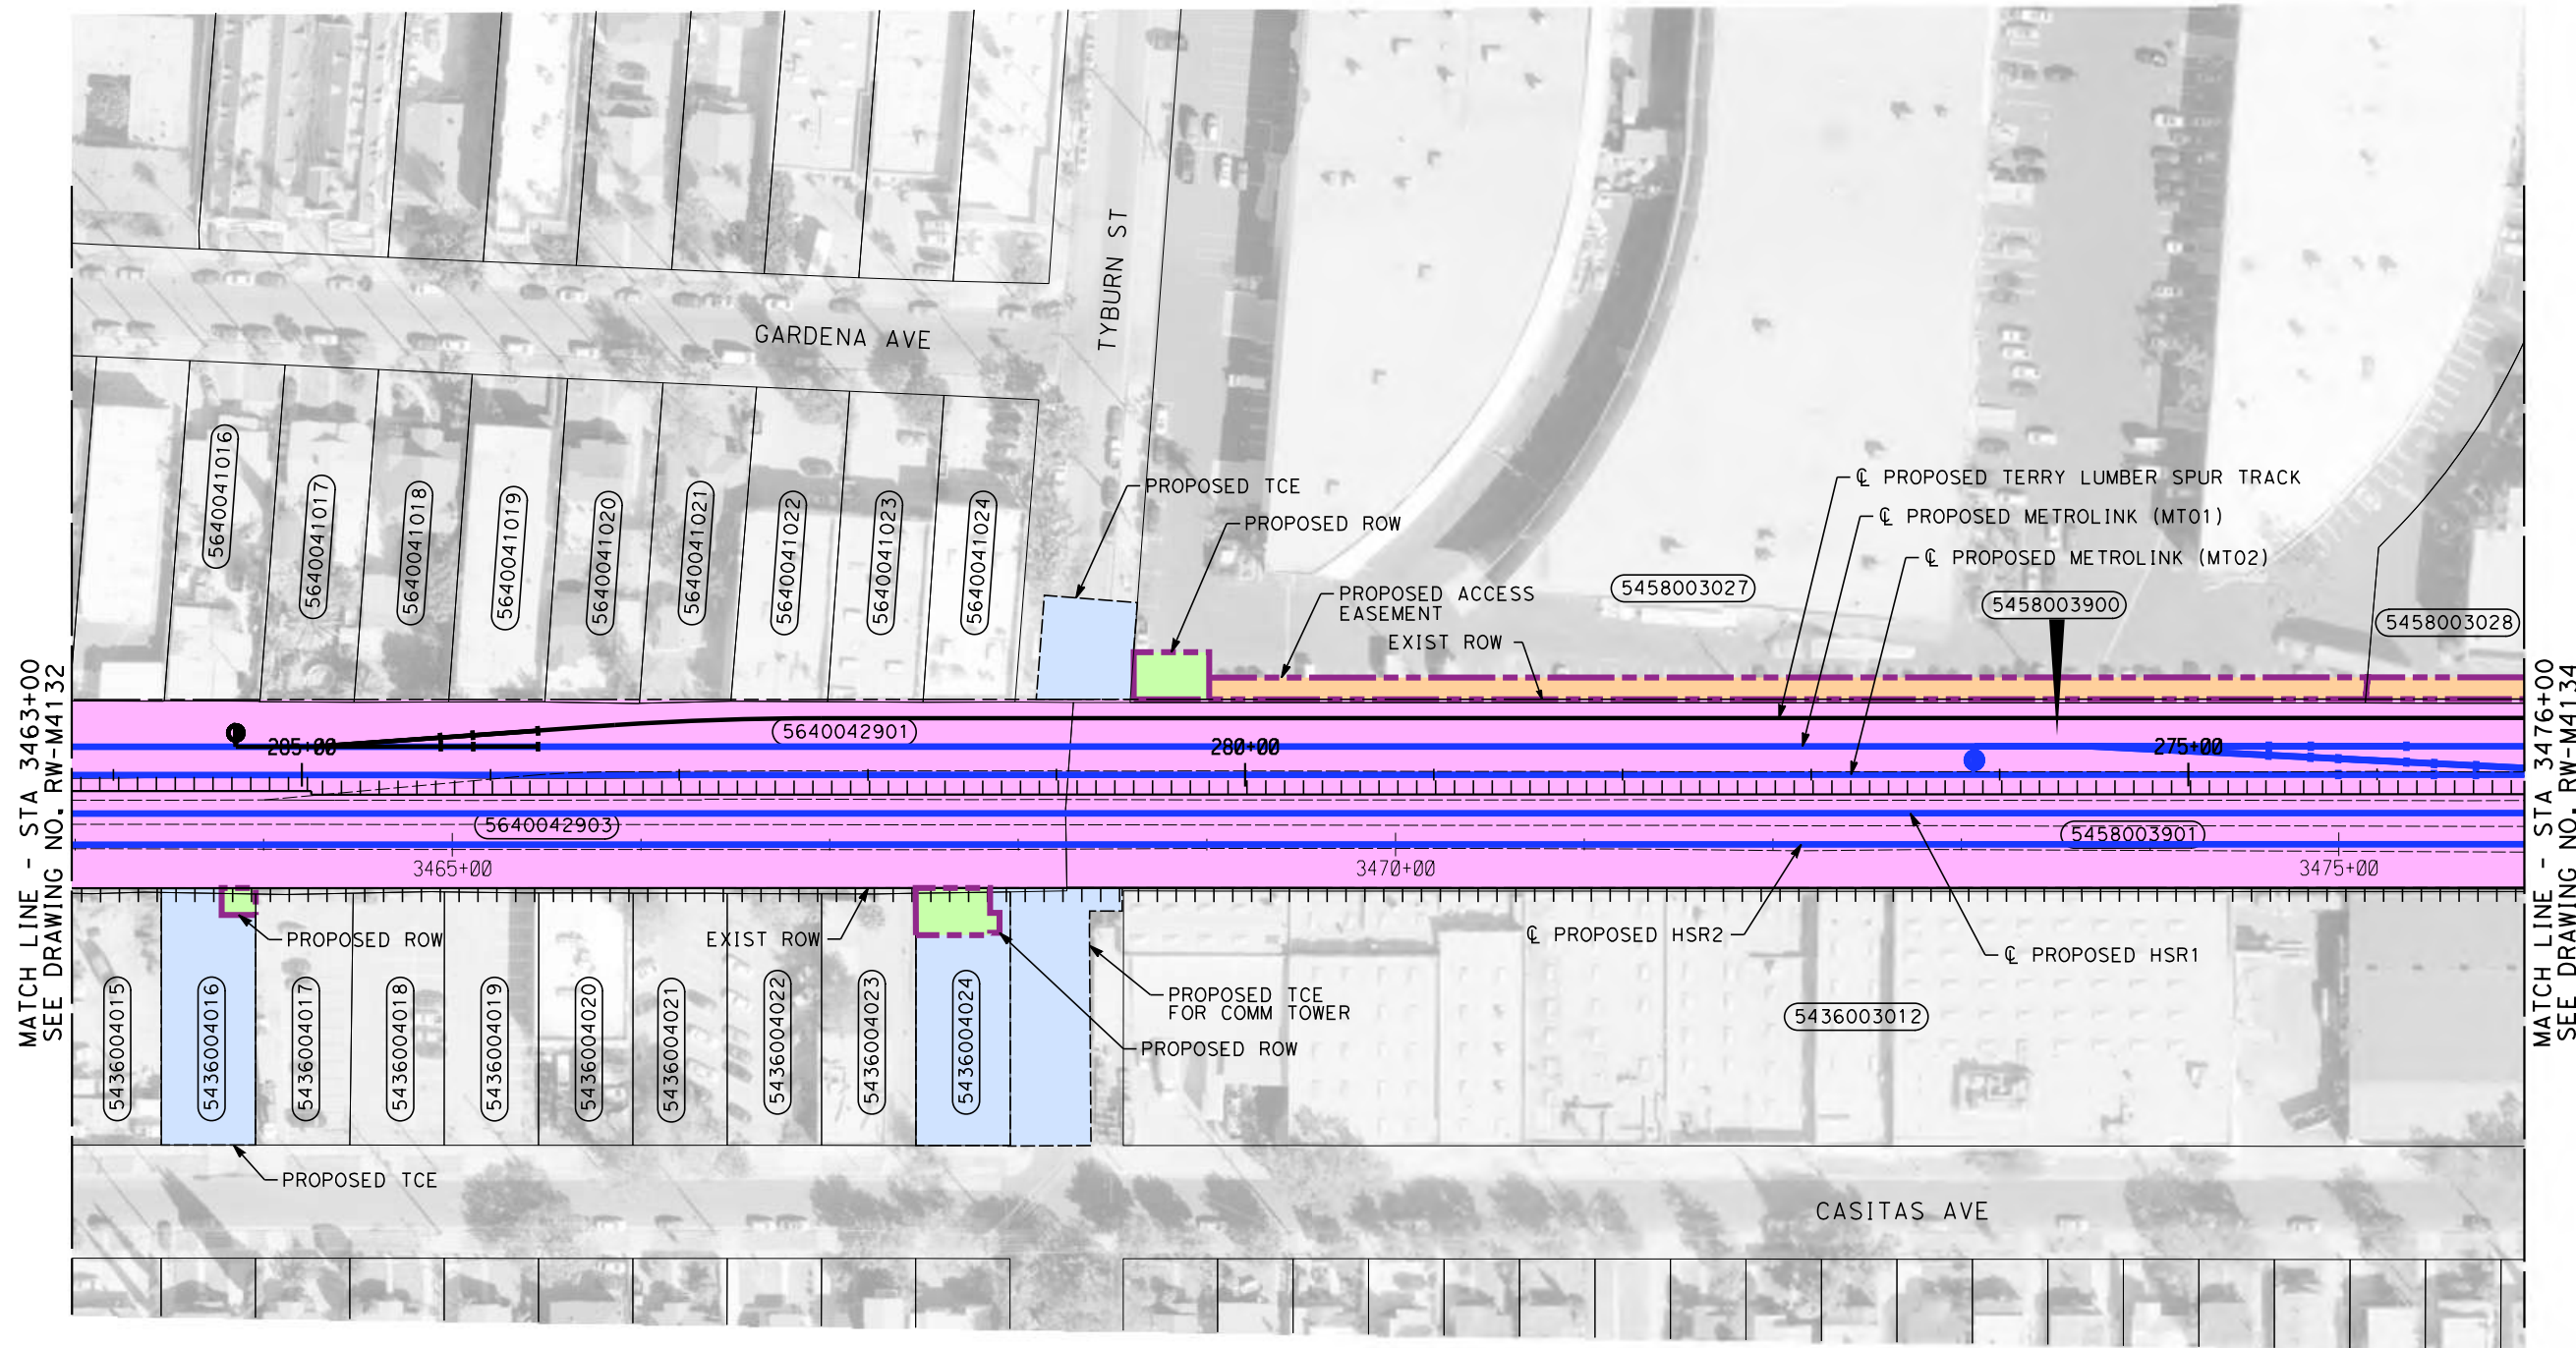 GARDENA AVE
TYBURN ST
5640041016
5640041017
5640041018
5640041019
5640041020
5640041021
5640041022
5640041023
5640041024
PROPOSED TCE
PROPOSED ROW
PROPOSED ACCESS
EASEMENT
EXIST ROW
℄ PROPOSED TERRY LUMBER SPUR TRACK
℄ PROPOSED METROLINK (MT01)
℄ PROPOSED METROLINK (MT02)
5458003027
5458003900
5458003028
MATCH LINE - STA 3463+00
SEE DRAWING NO. RW-M4132
MATCH LINE - STA 3476+00
SEE DRAWING NO. RW-M4134
5640042901
285+00
280+00
275+00
5640042903
5458003901
3465+00
3470+00
3475+00
PROPOSED ROW
EXIST ROW
℄ PROPOSED HSR2
℄ PROPOSED HSR1
5436004015
5436004016
5436004017
5436004018
5436004019
5436004020
5436004021
5436004022
5436004023
5436004024
PROPOSED TCE
FOR COMM TOWER
PROPOSED ROW
5436003012
PROPOSED TCE
CASITAS AVE